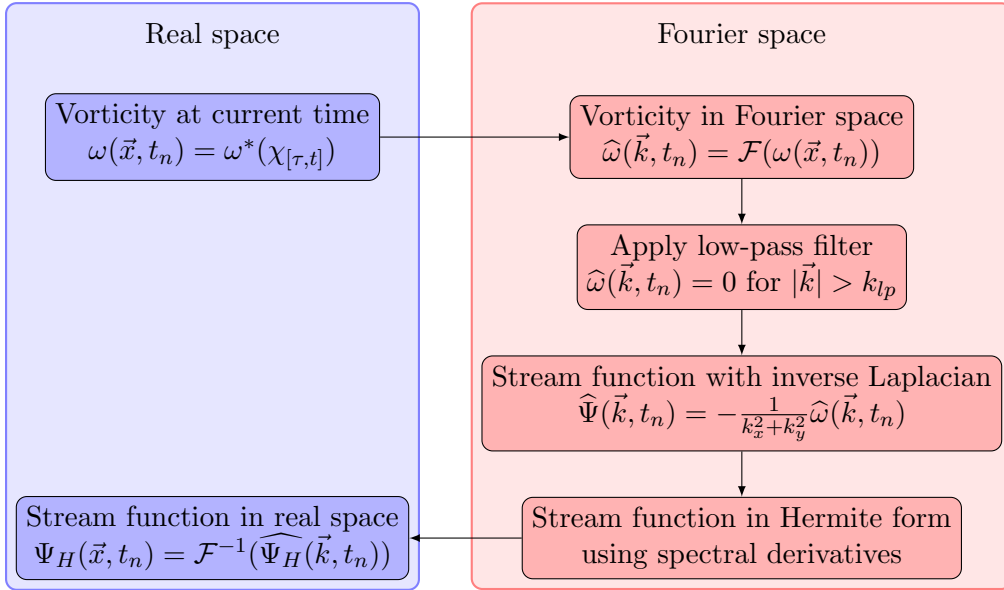 Real space
Vorticity at current time
ω(x⃗, tₙ) = ω*(χ_[τ,t])
Fourier space
Vorticity in Fourier space
ω̂(k⃗, tₙ) = ℱ(ω(x⃗, tₙ))
Apply low-pass filter
ω̂(k⃗, tₙ) = 0 for |k⃗| > k_lp
Stream function with inverse Laplacian
Ψ̂(k⃗, tₙ) = −1/(k_x² + k_y²) ω̂(k⃗, tₙ)
Stream function in Hermite form
using spectral derivatives
Stream function in real space
Ψ_H(x⃗, tₙ) = ℱ⁻¹(Ψ̂_H(k⃗, tₙ))